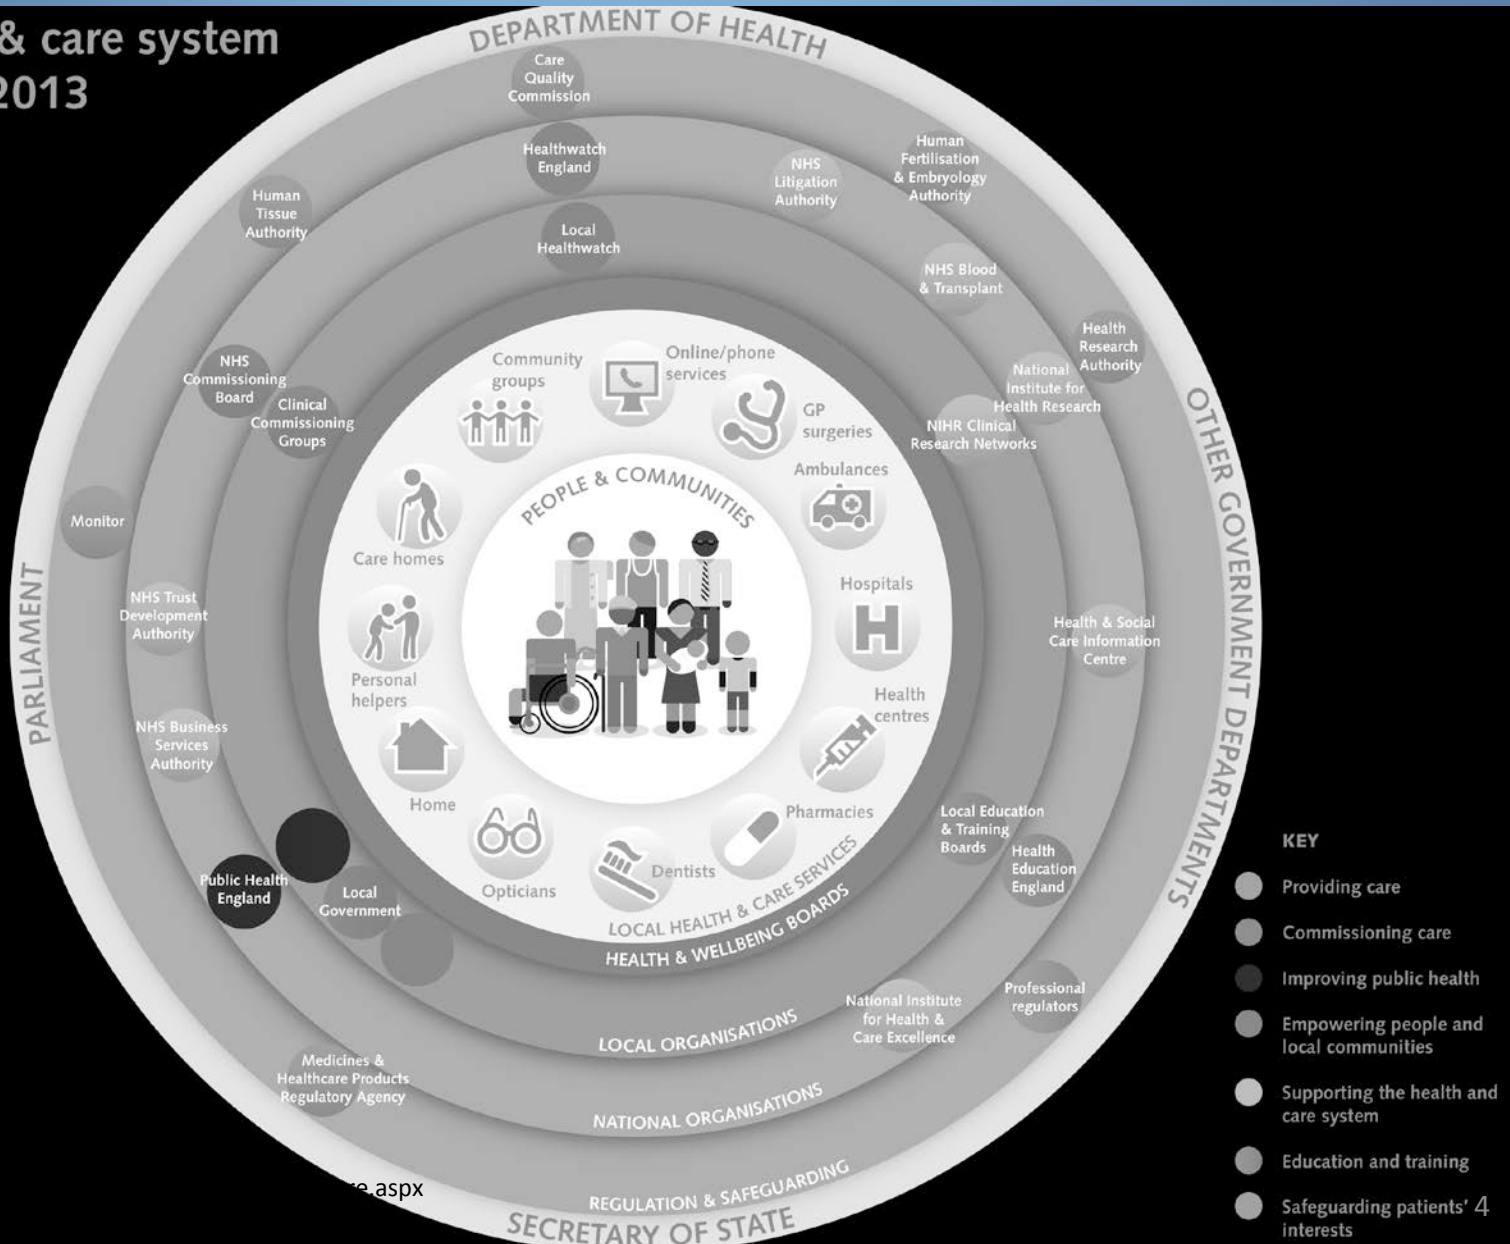 & care system
2013
DEPARTMENT OF HEALTH
Care
Quality
Commission
Healthwatch
England
Local
Healthwatch
Human
Tissue
Authority
NHS
Litigation
Authority
Human
Fertilisation
& Embryology
Authority
NHS Blood
& Transplant
Health
Research
Authority
National
Institute for
Health Research
NIHR Clinical
Research Networks
NHS
Commissioning
Board
Clinical
Commissioning
Groups
Community
groups
Online/phone
services
GP
surgeries
Ambulances
PEOPLE & COMMUNITIES
Care homes
Hospitals
H
Personal
helpers
Health
centres
Home
Pharmacies
Opticians
Dentists
LOCAL HEALTH & CARE SERVICES
HEALTH & WELLBEING BOARDS
Monitor
NHS Trust
Development
Authority
PARLIAMENT
NHS Business
Services
Authority
OTHER GOVERNMENT DEPARTMENTS
Health & Social
Care Information
Centre
Local Education
& Training
Boards
Health
Education
England
Public Health
England
Local
Government
National Institute
for Health &
Care Excellence
Professional
regulators
LOCAL ORGANISATIONS
Medicines &
Healthcare Products
Regulatory Agency
NATIONAL ORGANISATIONS
REGULATION & SAFEGUARDING
SECRETARY OF STATE
e.aspx
KEY
Providing care
Commissioning care
Improving public health
Empowering people and
local communities
Supporting the health and
care system
Education and training
Safeguarding patients'
interests
4